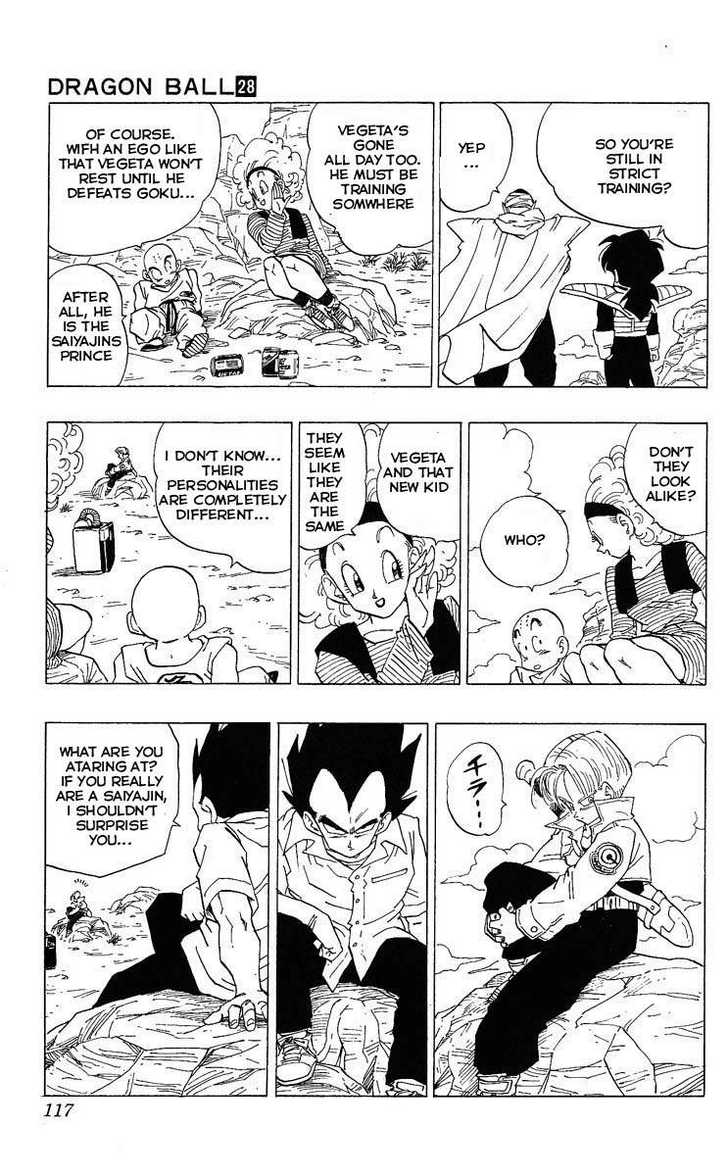 DRAGON BALL 28
SO YOU'RE
STILL IN
STRICT
TRAINING?
YEP
...
VEGETA'S
GONE
ALL DAY TOO.
HE MUST BE
TRAINING
SOMWHERE
OF COURSE.
WIFH AN EGO LIKE
THAT VEGETA WON'T
REST UNTIL HE
DEFEATS GOKU...
AFTER
ALL, HE
IS THE
SAIYAJINS
PRINCE
DON'T
THEY
LOOK
ALIKE?
WHO?
VEGETA
AND THAT
NEW KID
THEY
SEEM
LIKE
THEY
ARE
THE
SAME
I DON'T KNOW...
THEIR
PERSONALITIES
ARE COMPLETELY
DIFFERENT...
チラ...
WHAT ARE YOU
ATARING AT?
IF YOU REALLY
ARE A SAIYAJIN,
I SHOULDN'T
SURPRISE
YOU...
117